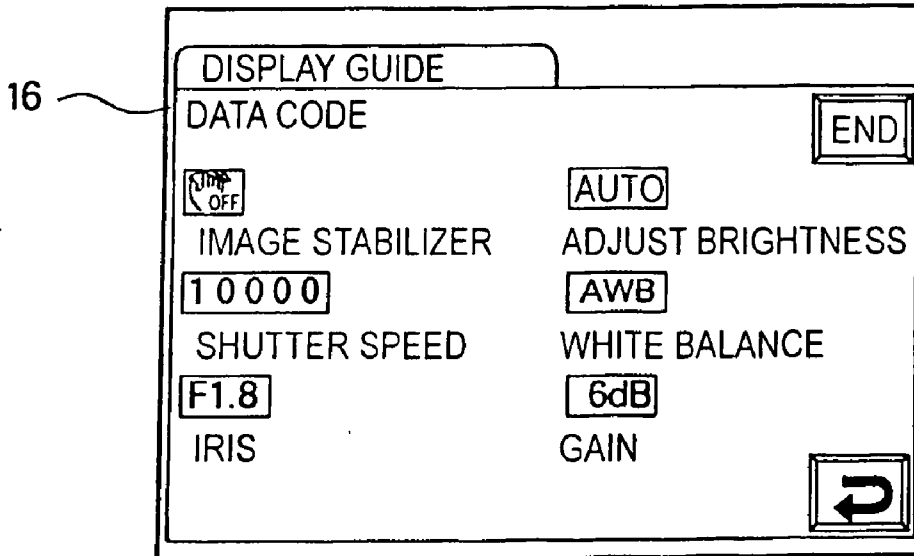 16
DISPLAY GUIDE
DATA CODE
END
OFF
AUTO
IMAGE STABILIZER
ADJUST BRIGHTNESS
10000
AWB
SHUTTER SPEED
WHITE BALANCE
F1.8
6dB
IRIS
GAIN